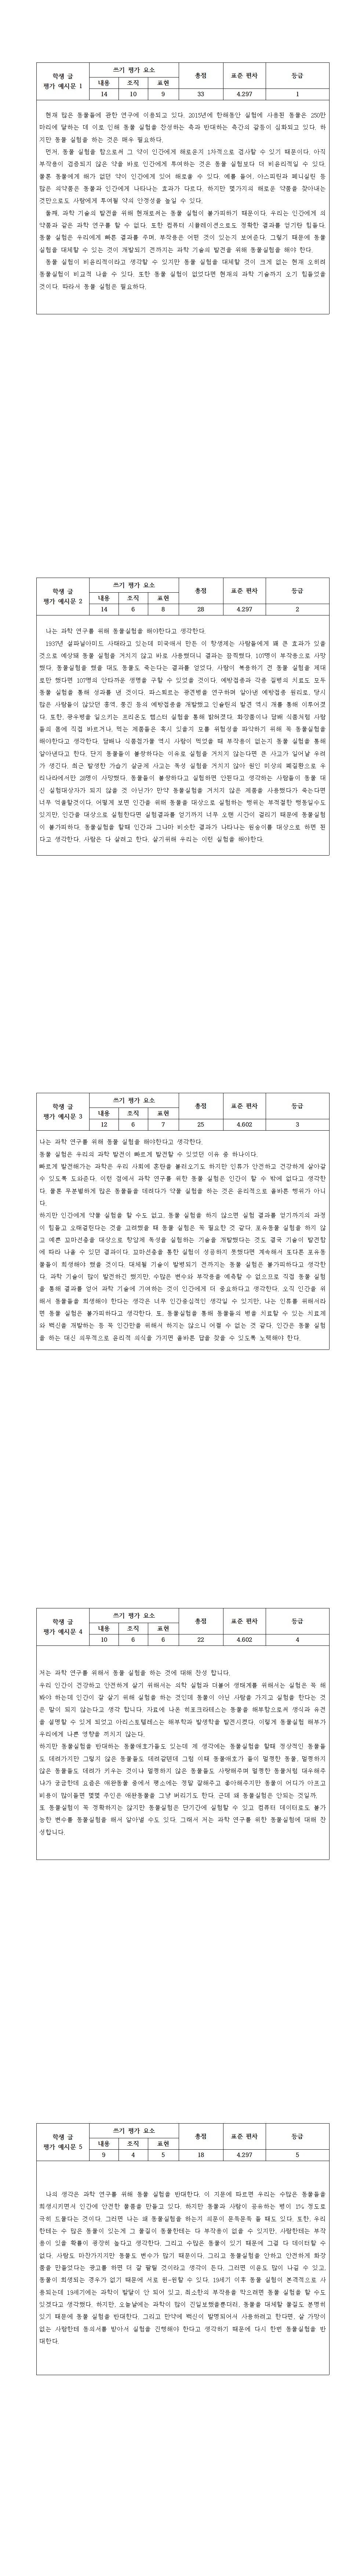 학생 글
평가 예시문 1
쓰기 평가 요소
총점
표준 편차
등급
내용
조직
표현
14
10
9
33
4.297
1
현재 많은 동물들에 관한 연구에 이용되고 있다. 2015년에 한해동안 실험에 사용된 동물은 250만
마리에 달하는 데 이로 인해 동물 실험을 찬성하는 측과 반대하는 측간의 갈등이 심화되고 있다. 하
지만 동물 실험을 하는 것은 매우 필요하다.
먼저, 동물 실험을 함으로써 그 약이 인간에게 해로운지 1차적으로 검사할 수 있기 때문이다. 아직
부작용이 검증되지 않은 약을 바로 인간에게 투여하는 것은 동물 실험보다 더 비윤리적일 수 있다.
물론 동물에게 해가 없던 약이 인간에게 있어 해로울 수 있다. 예를 들어, 아스피린과 페니실린 등
많은 의약품은 동물과 인간에게 나타나는 효과가 다르다. 하지만 몇가지의 해로운 약품을 찾아내는
것만으로도 사람에게 투여될 약의 안정성을 높일 수 있다.
둘째, 과학 기술의 발전을 위해 현재로써는 동물 실험이 불가피하기 때문이다. 우리는 인간에게 의
약품과 같은 과학 연구를 할 수 없다. 또한 컴퓨터 시뮬레이션으로도 정확한 결과를 얻기란 힘들다.
동물 실험은 우리에게 빠른 결과를 주며, 부작용은 어떤 것이 있는지 보여준다. 그렇기 때문에 동물
실험을 대체할 수 있는 것이 개발되기 전까지는 과학 기술의 발전을 위해 동물실험을 해야 한다.
동물 실험이 비윤리적이라고 생각할 수 있지만 동물 실험을 대체할 것이 크게 없는 현재 오히려
동물실험이 비교적 나을 수 있다. 또한 동물 실험이 없었다면 현재의 과학 기술까지 오기 힘들었을
것이다. 따라서 동물 실험은 필요하다.
학생 글
평가 예시문 2
쓰기 평가 요소
총점
표준 편차
등급
내용
조직
표현
14
6
8
28
4.297
2
나는 과학 연구를 위해 동물실험을 해야한다고 생각한다.
1937년 설파닐아미드 사태라고 있는데 미국에서 만든 이 항생제는 사람들에게 꽤 큰 효과가 있을
것으로 예상돼 동물 실험을 거치지 않고 바로 사용했더니 결과는 참혹했다. 107명이 부작용으로 사망
했다. 동물실험을 했을 대도 동물도 죽는다는 결과를 얻었다. 사람이 복용하기 전 동물 실험을 제대
로만 했다면 107명의 안타까운 생명을 구할 수 있었을 것이다. 예방접종과 각종 질병의 치료도 모두
동물 실험을 통해 성과를 낸 것이다. 파스퇴르는 광견병을 연구하며 알아낸 예방접종 원리로, 당시
많은 사람들이 앓았던 홍역, 풍진 등의 예방접종을 개발했고 인슐린의 발견 역시 개를 통해 이루어졌
다. 또한, 광우병을 일으키는 프리온도 햄스터 실험을 통해 밝혀졌다. 화장품이나 담배 식품처럼 사람
들의 몸에 직접 바르거나, 먹는 제품들은 혹시 있을지 모를 위험성을 파악하기 위해 꼭 동물실험을
해야한다고 생각한다. 담배나 식품첨가물 역시 사람이 먹었을 때 부작용이 없는지 동물 실험을 통해
알아낸다고 한다. 단지 동물들이 불쌍하다는 이유로 실험을 거치지 않는다면 큰 사고가 일어날 우려
가 생긴다. 최근 발생한 가습기 살균제 사고는 독성 실험을 거치지 않아 원인 미상의 폐질환으로 우
리나라에서만 28명이 사망했다. 동물들이 불쌍하다고 실험하면 안된다고 생각하는 사람들이 동물 대
신 실험대상자가 되지 않을 것 아닌가? 만약 동물실험을 거치지 않은 제품을 사용했다가 죽는다면
너무 억울할것이다. 어떻게 보면 인간을 위해 동물을 대상으로 실험하는 행위는 부적절한 행동일수도
있지만, 인간을 대상으로 실험한다면 실험결과를 얻기까지 너무 오랜 시간이 걸리기 때문에 동물실험
이 불가피하다. 동물실험을 할때 인간과 그나마 비슷한 결과가 나타나는 원숭이를 대상으로 하면 된
다고 생각한다. 사람은 다 살려고 한다. 살기위해 우리는 이런 실험을 해야한다.
학생 글
평가 예시문 3
쓰기 평가 요소
총점
표준 편차
등급
내용
조직
표현
12
6
7
25
4.602
3
나는 과학 연구를 위해 동물 실험을 해야한다고 생각한다.
동물 실험은 우리의 과학 발전이 빠르게 발전할 수 있었던 이유 중 하나이다.
빠르게 발전해가는 과학은 우리 사회에 혼란을 불러오기도 하지만 인류가 안전하고 건강하게 살아갈
수 있도록 도와준다. 이런 점에서 과학 연구를 위한 동물 실험은 인간이 할 수 밖에 없다고 생각한
다. 물론 무분별하게 많은 동물들을 데려다가 약물 실험을 하는 것은 윤리적으로 올바른 행위가 아니
다.
하지만 인간에게 약물 실험을 할 수도 없고, 동물 실험을 하지 않으면 실험 결과를 얻기까지의 과정
이 힘들고 오래걸린다는 것을 고려했을 때 동물 실험은 꼭 필요한 것 같다. 포유동물 실험을 하지 않
고 예쁜 꼬마선충을 대상으로 항암제 독성을 실험하는 기술을 개발했다는 것도 결국 기술이 발전함
에 따라 나올 수 있던 결과이다. 꼬마선충을 통한 실험이 성공하지 못했다면 계속해서 또다른 포유동
물들이 희생해야 했을 것이다. 대체될 기술이 발명되기 전까지는 동물 실험은 불가피하다고 생각한
다. 과학 기술이 많이 발전하긴 했지만, 수많은 변수와 부작용을 예측할 수 없으므로 직접 동물 실험
을 통해 결과를 얻어 과학 기술에 기여하는 것이 인간에게 더 중요하다고 생각한다. 오직 인간을 위
해서 동물들을 희생해야 한다는 생각은 너무 인간중심적인 생각일 수 있지만, 나는 인류를 위해서라
면 동물 실험은 불가피하다고 생각한다. 또, 동물실험을 통해 동물들의 병을 치료할 수 있는 치료제
와 백신을 개발하는 등 꼭 인간만을 위해서 하지는 않으니 어쩔 수 없는 것 같다. 인간은 동물 실험
을 하는 대신 의무적으로 윤리적 의식을 가지면 올바른 답을 찾을 수 있도록 노력해야 한다.
학생 글
평가 예시문 4
쓰기 평가 요소
총점
표준 편차
등급
내용
조직
표현
10
6
6
22
4.602
4
저는 과학 연구를 위해서 동물 실험을 하는 것에 대해 찬성 합니다.
우리 인간이 건강하고 안전하게 살기 위해서는 의학 실험과 더불어 생태계를 위해서는 실험은 꼭 해
봐야 하는데 인간이 잘 살기 위해 실험을 하는 것인데 동물이 아닌 사람을 가지고 실험을 한다는 것
은 말이 되지 않는다고 생각 합니다. 자료에 나온 히포크라테스는 동물을 해부함으로써 생식과 유전
을 설명할 수 있게 되었고 아리스토텔레스는 해부학과 발생학을 발전시켰다. 이렇게 동물실험 해부가
우리에게 나쁜 영향을 끼치지 않는다.
하지만 동물실험을 반대하는 동물애호가들도 있는데 제 생각에는 동물실험을 할때 정상적인 동물들
도 데려가지만 그렇지 않은 동물들도 데려갈텐데 그럼 이때 동물애호가 들이 멀쩡한 동물, 멀쩡하지
않은 동물들도 데려가 키우는 것이나 멀쩡하지 않은 동물들도 사랑해주며 멀쩡한 동물처럼 대우해주
나가 궁금한데 요즘은 애완동물 중에서 평소에는 정말 잘해주고 좋아해주지만 동물이 어디가 아프고
비용이 많이들면 몇몇 주인은 애완동물을 그냥 버리기도 한다. 근데 왜 동물실험은 안되는 것일까.
또 동물실험이 꼭 정확하지는 않지만 동물실험은 단기간에 실험할 수 있고 컴퓨터 데이터로도 불가
능한 변수를 동물실험을 해서 알아낼 수도 있다. 그래서 저는 과학 연구를 위한 동물실험에 대해 찬
성합니다.
학생 글
평가 예시문 5
쓰기 평가 요소
총점
표준 편차
등급
내용
조직
표현
9
4
5
18
4.297
5
나의 생각은 과학 연구를 위해 동물 실험을 반대한다. 이 지문에 따르면 우리는 수많은 동물들을
희생시키면서 인간에 안전한 물품을 만들고 있다. 하지만 동물과 사람이 공유하는 병이 1% 정도로
극히 드물다는 것이다. 그러면 나는 왜 동물실험을 하는지 의문이 문득문득 들 때도 있다. 또한, 우리
한테는 수 많은 동물이 있는게 그 물질이 동물한테는 다 부작용이 없을 수 있지만, 사람한테는 부작
용이 있을 확률이 굉장히 높다고 생각한다. 그리고 수많은 동물이 있기 때문에 그걸 다 데이터할 수
없다. 사람도 마찬가지지만 동물도 변수가 많기 때문이다. 그리고 동물실험을 안하고 안전하게 화장
품을 만들었다는 광고를 하면 더 잘 팔릴 것이라고 생각이 든다. 그러면 이윤도 많이 나길 수 있고,
동물이 희생되는 경우가 없기 때문에 서로 윈-윈할 수 있다. 19세기 이후 동물 실험이 본격적으로 사
용되는데 19세기에는 과학이 발달이 안 되어 있고, 최소한의 부작용을 막으려면 동물 실험을 할 수도
있겠다고 생각했다. 하지만, 오늘날에는 과학이 많이 진일보했을뿐더러, 동물을 대체할 물질도 분명히
있기 때문에 동물 실험을 반대한다. 그리고 만약에 백신이 발명되어서 사용하려고 한다면, 살 가망이
없는 사람한테 동의서를 받아서 실험을 진행해야 한다고 생각하기 때문에 다시 한번 동물실험을 반
대한다.